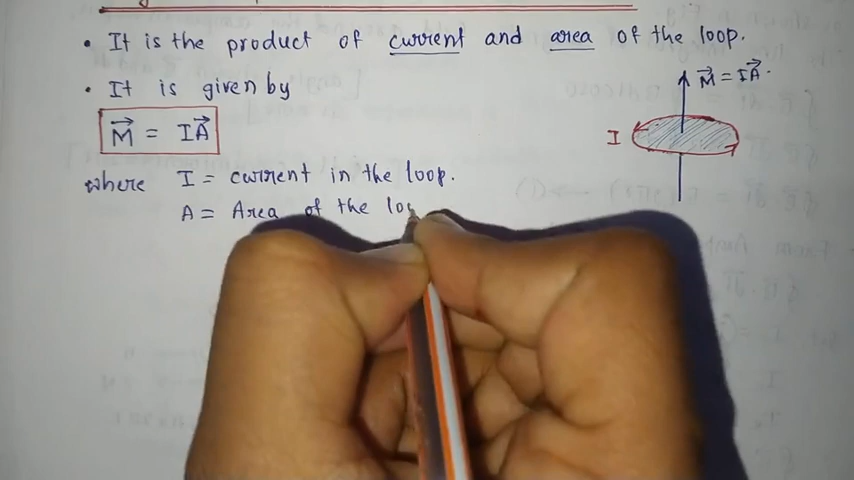 • It is the product of current and area of the loop.
• It is given by
M⃗ = IA⃗
M⃗ = IA⃗.
I
where I = current in the loop.
A = Area of the loo